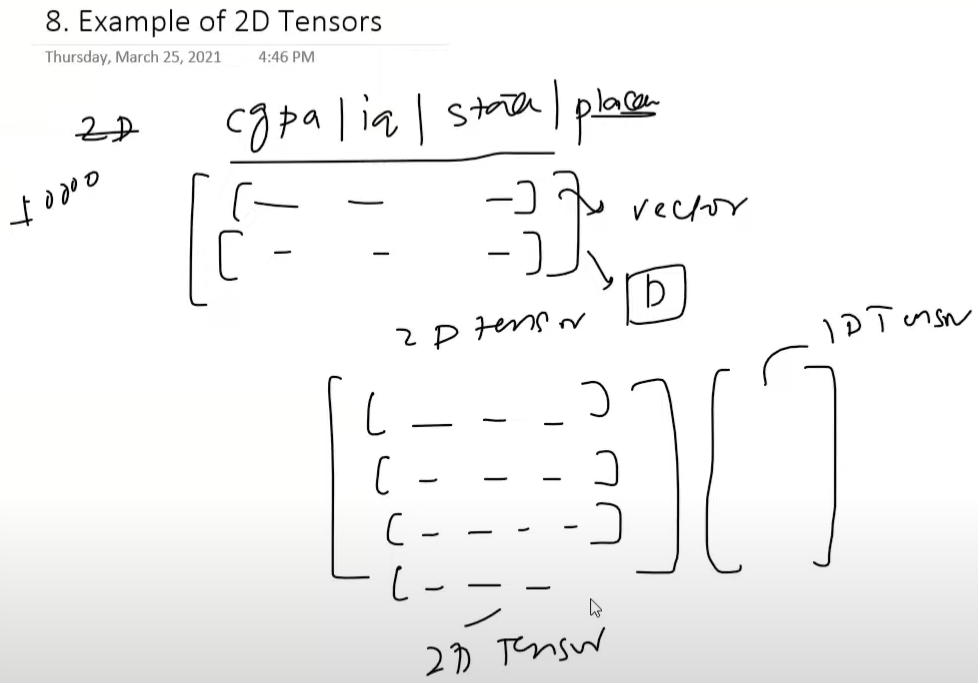 8. Example of 2D Tensors
Thursday, March 25, 2021 4:46 PM
2D cgpa | iq | state | placem
10000
vector
D
2D tensor
1D Tensor
2D Tensor